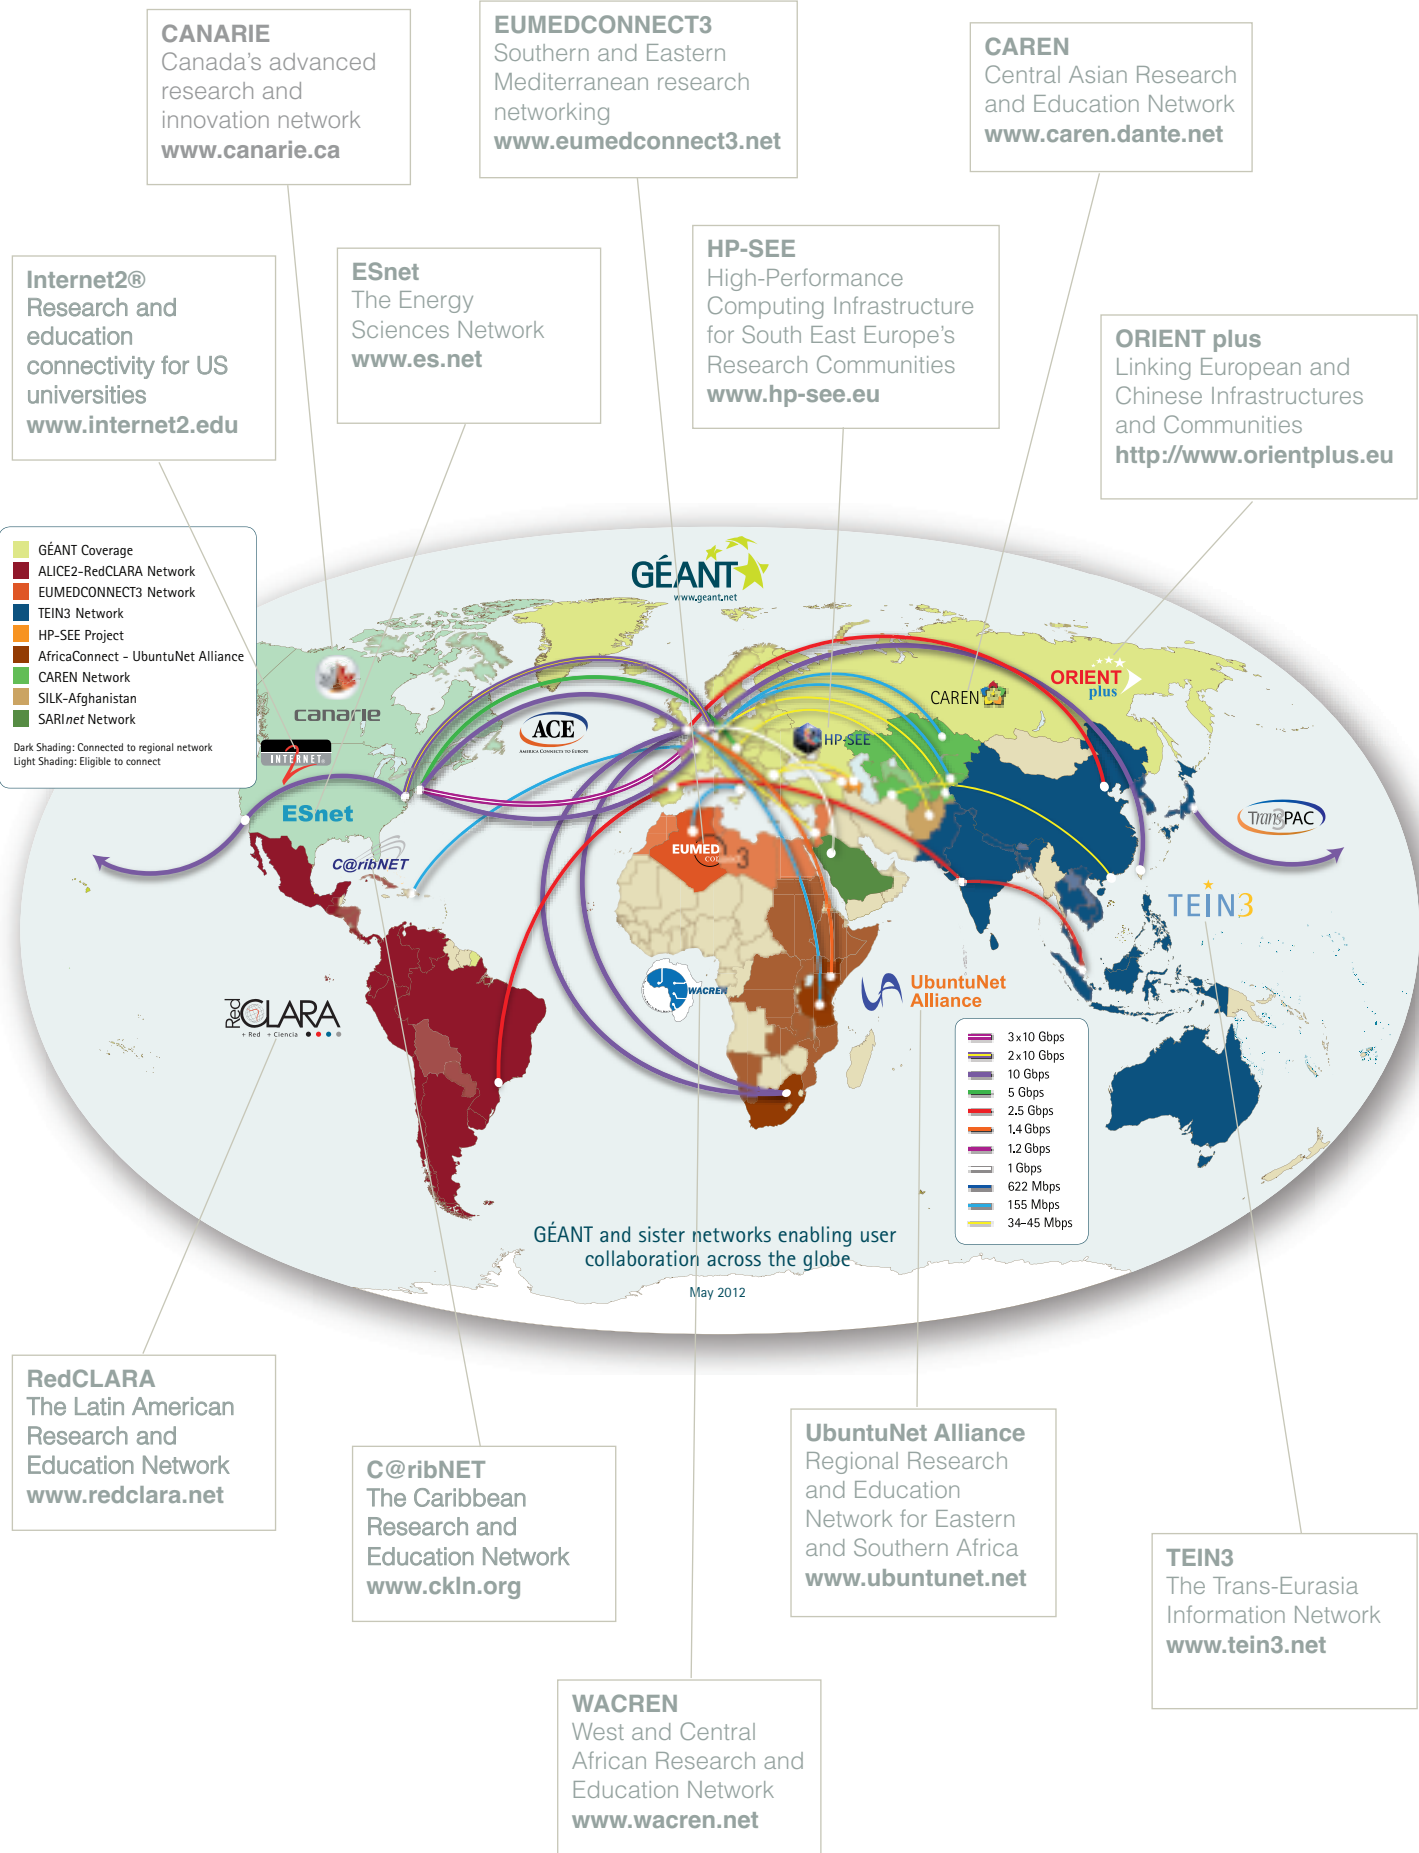 CANARIE
Canada's advanced
research and
innovation network
www.canarie.ca
EUMEDCONNECT3
Southern and Eastern
Mediterranean research
networking
www.eumedconnect3.net
CAREN
Central Asian Research
and Education Network
www.caren.dante.net
Internet2®
Research and
education
connectivity for US
universities
www.internet2.edu
ESnet
The Energy
Sciences Network
www.es.net
HP-SEE
High-Performance
Computing Infrastructure
for South East Europe's
Research Communities
www.hp-see.eu
ORIENT plus
Linking European and
Chinese Infrastructures
and Communities
http://www.orientplus.eu
GÉANT Coverage
ALICE2-RedCLARA Network
EUMEDCONNECT3 Network
TEIN3 Network
HP-SEE Project
AfricaConnect - UbuntuNet Alliance
CAREN Network
SILK-Afghanistan
SARInet Network
Dark Shading: Connected to regional network
Light Shading: Eligible to connect
GÉANT
www.geant.net
canarie
INTERNET
2
ESnet
C@ribNET
ACE
AMERICA CONNECTS TO EUROPE
HP-SEE
CAREN
ORIENT
plus
TransPAC
3
EUMED
CONNECT3
TEIN3
WACREN
UbuntuNet
Alliance
RedCLARA
+ Red + Ciencia
3x10 Gbps
2x10 Gbps
10 Gbps
5 Gbps
2.5 Gbps
1.4 Gbps
1.2 Gbps
1 Gbps
622 Mbps
155 Mbps
34-45 Mbps
GÉANT and sister networks enabling user
collaboration across the globe
May 2012
RedCLARA
The Latin American
Research and
Education Network
www.redclara.net
C@ribNET
The Caribbean
Research and
Education Network
www.ckln.org
UbuntuNet Alliance
Regional Research
and Education
Network for Eastern
and Southern Africa
www.ubuntunet.net
TEIN3
The Trans-Eurasia
Information Network
www.tein3.net
WACREN
West and Central
African Research and
Education Network
www.wacren.net